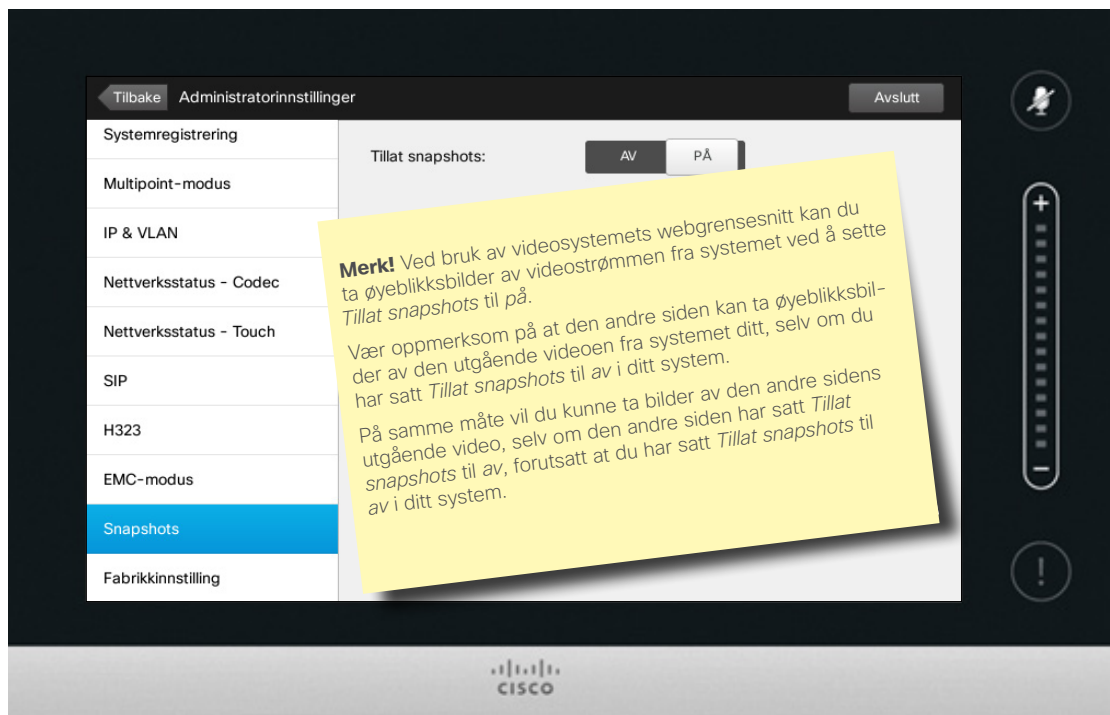 Tilbake Administratorinnstillinger Avslutt
Systemregistrering
Multipoint-modus
IP & VLAN
Nettverksstatus - Codec
Nettverksstatus - Touch
SIP
H323
EMC-modus
Snapshots
Fabrikkinnstilling
Tillat snapshots: AV PÅ
Merk! Ved bruk av videosystemets webgrensesnitt kan du
ta øyeblikksbilder av videostrømmen fra systemet ved å sette
Tillat snapshots til på.
Vær oppmerksom på at den andre siden kan ta øyeblikksbil-
der av den utgående videoen fra systemet ditt, selv om du
har satt Tillat snapshots til av i ditt system.
På samme måte vil du kunne ta bilder av den andre sidens
utgående video, selv om den andre siden har satt Tillat
snapshots til av, forutsatt at du har satt Tillat snapshots til
av i ditt system.
+
−
!
CISCO